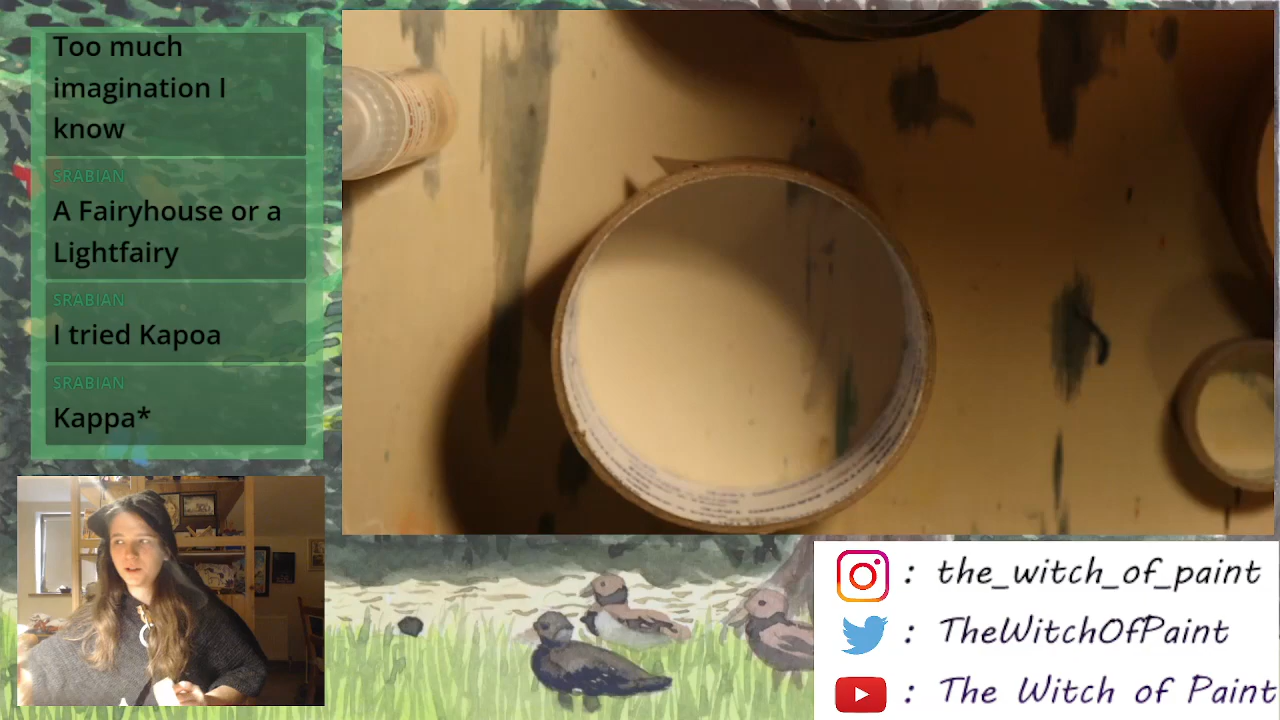 Too much
imagination I
know
SRABIAN
A Fairyhouse or a
Lightfairy
SRABIAN
I tried Kapoa
SRABIAN
Kappa*
: the_witch_of_paint
: TheWitchOfPaint
: The Witch of Paint